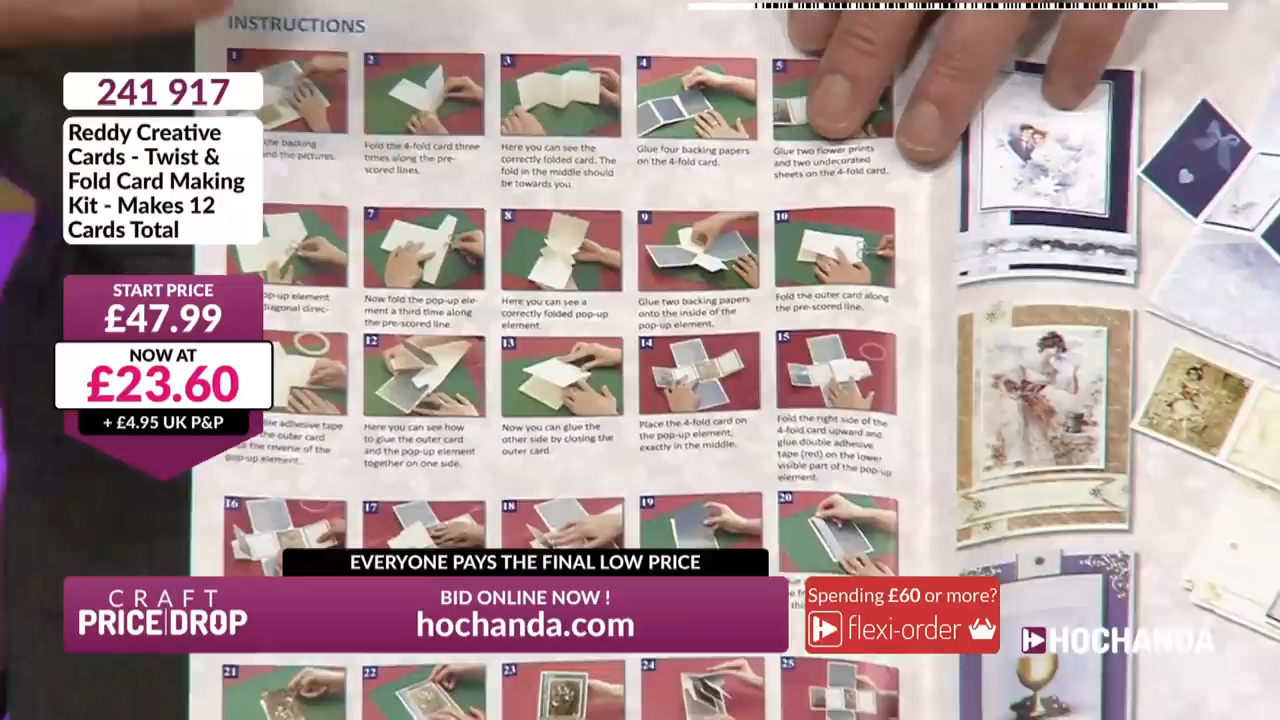 INSTRUCTIONS
241 917
Reddy Creative
Cards - Twist &
Fold Card Making
Kit - Makes 12
Cards Total
START PRICE
£47.99
NOW AT
£23.60
+ £4.95 UK P&P
1
the backing
the pictures.
2
Fold the 4-fold card three
times along the pre-
scored lines.
3
Here you can see the
correctly folded card. The
fold in the middle should
be towards you.
4
Glue four backing papers
on the 4-fold card.
5
Glue two flower prints
and two undecorated
sheets on the 4-fold card.
pop-up element
diagonal direc-
7
Now fold the pop-up ele-
ment a third time along
the pre-scored line.
8
Here you can see a
correctly folded pop-up
element.
9
Glue two backing papers
onto the inside of the
pop-up element.
10
Fold the outer card along
the pre-scored line.
adhesive tape
the outer card
the reverse of the
pop-up element.
12
Here you can see how
to glue the outer card
and the pop-up element
together on one side.
13
Now you can glue the
other side by closing the
outer card.
14
Place the 4-fold card on
the pop-up element,
exactly in the middle.
15
Fold the right side of the
4-fold card upward and
glue double adhesive
tape (red) on the lower
visible part of the pop-up
element.
16
17
18
19
20
EVERYONE PAYS THE FINAL LOW PRICE
CRAFT
PRICE DROP
BID ONLINE NOW !
hochanda.com
Spending £60 or more?
flexi-order
HOCHANDA
21
22
23
24
25